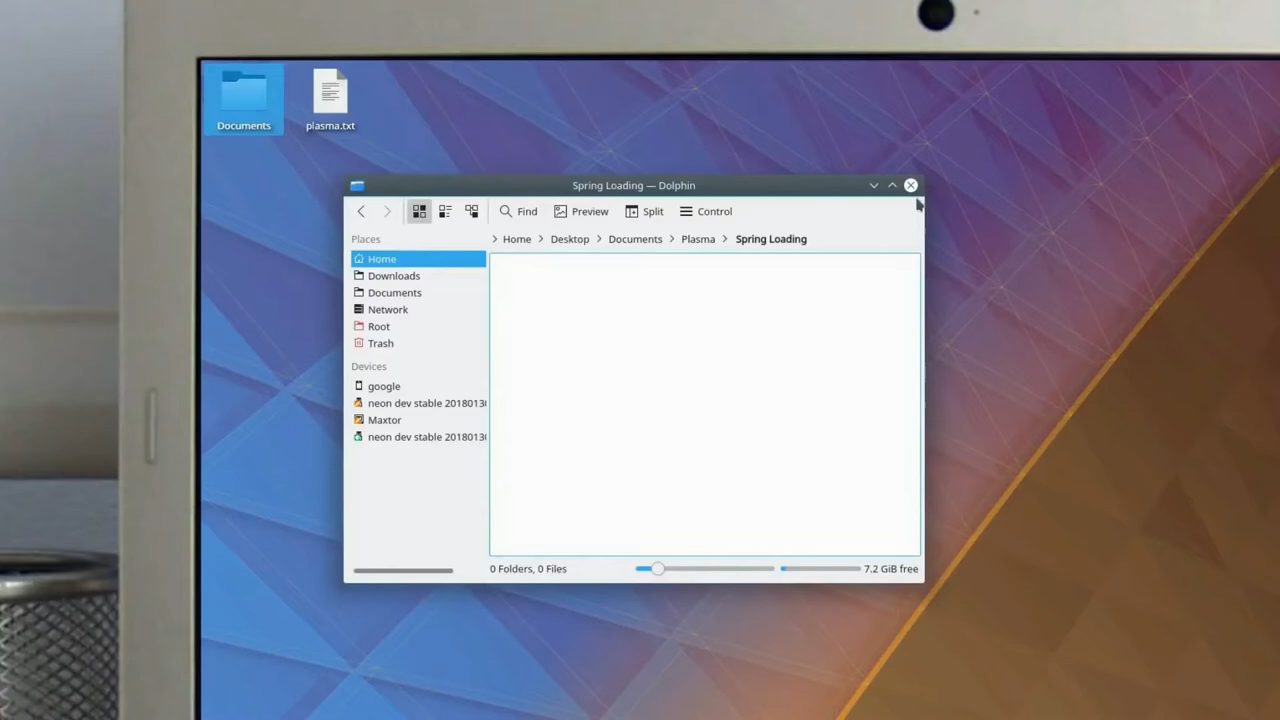 Documents
plasma.txt
Spring Loading — Dolphin
Find
Preview
Split
Control
Places
Home
Desktop
Documents
Plasma
Spring Loading
Home
Downloads
Documents
Network
Root
Trash
Devices
google
neon dev stable 2018013
Maxtor
neon dev stable 2018013
0 Folders, 0 Files
7.2 GiB free